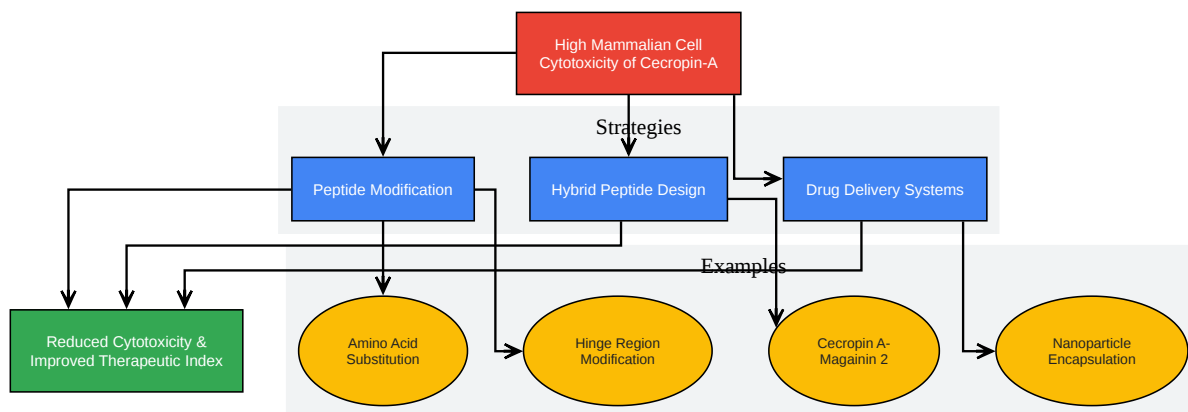 High Mammalian Cell
Cytotoxicity of Cecropin-A
Strategies
Peptide Modification
Hybrid Peptide Design
Drug Delivery Systems
Examples
Reduced Cytotoxicity &
Improved Therapeutic Index
Amino Acid
Substitution
Hinge Region
Modification
Cecropin A-
Magainin 2
Nanoparticle
Encapsulation